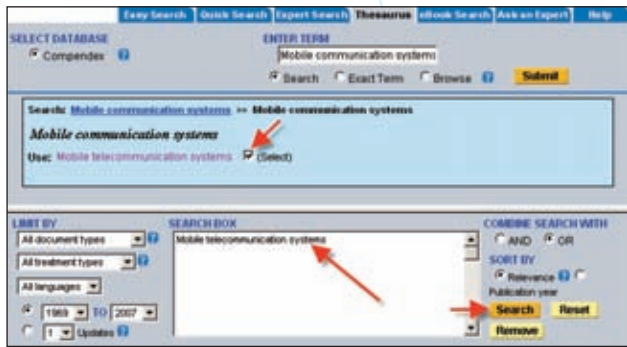 Easy Search Quick Search Expert Search Thesaurus eBook Search Ask an Expert Help
SELECT DATABASE
Compendex ?
ENTER TERM
Mobile communication systems
Search Exact Term Browse ? Submit
Search: Mobile communication systems >> Mobile communication systems
Mobile communication systems
Use: Mobile telecommunication systems (Select)
LIMIT BY
All document types ?
All treatment types ?
All languages
1969 TO 2007
1 Updates ?
SEARCH BOX
Mobile telecommunication systems
COMBINE SEARCH WITH
AND OR
SORT BY
Relevance ?
Publication year
Search Reset
Remove